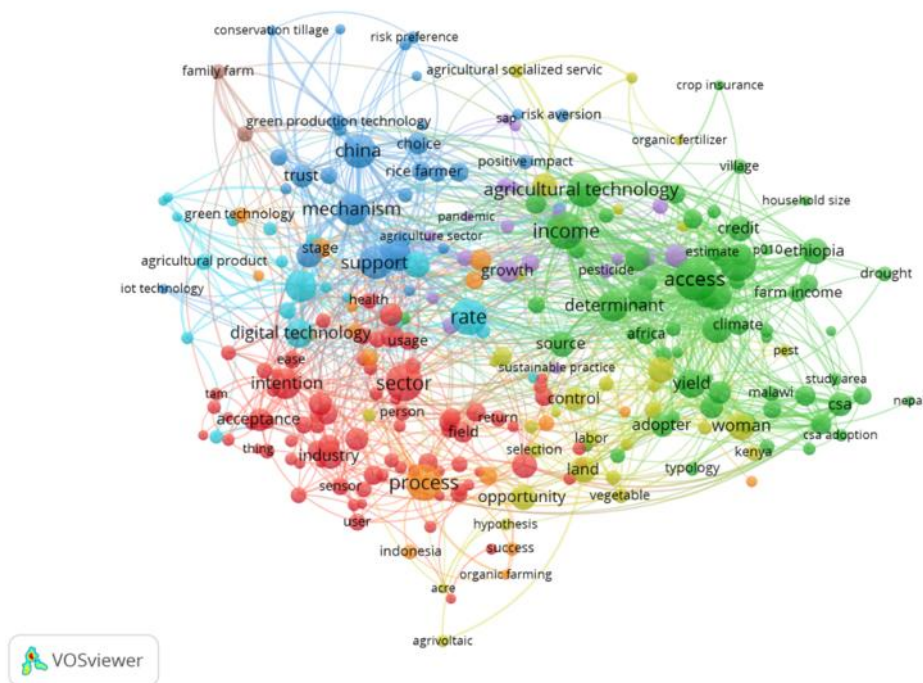 conservation tillage
risk preference
family farm
agricultural socialized servic
crop insurance
green production technology
sap
risk aversion
organic fertilizer
china
choice
trust
rice farmer
positive impact
village
agricultural technology
household size
mechanism
pandemic
green technology
income
credit
stage
agriculture sector
estimate
p010
ethiopia
agricultural product
support
growth
pesticide
access
drought
iot technology
farm income
health
determinant
digital technology
rate
usage
source
africa
climate
ease
sustainable practice
pest
tam
intention
sector
yield
malawi
study area
acceptance
person
return
control
csa
nepa
thing
field
adopter
woman
csa adoption
industry
selection
labor
kenya
sensor
process
land
typology
user
opportunity
vegetable
hypothesis
indonesia
success
organic farming
acre
agrivoltaic
VOSviewer